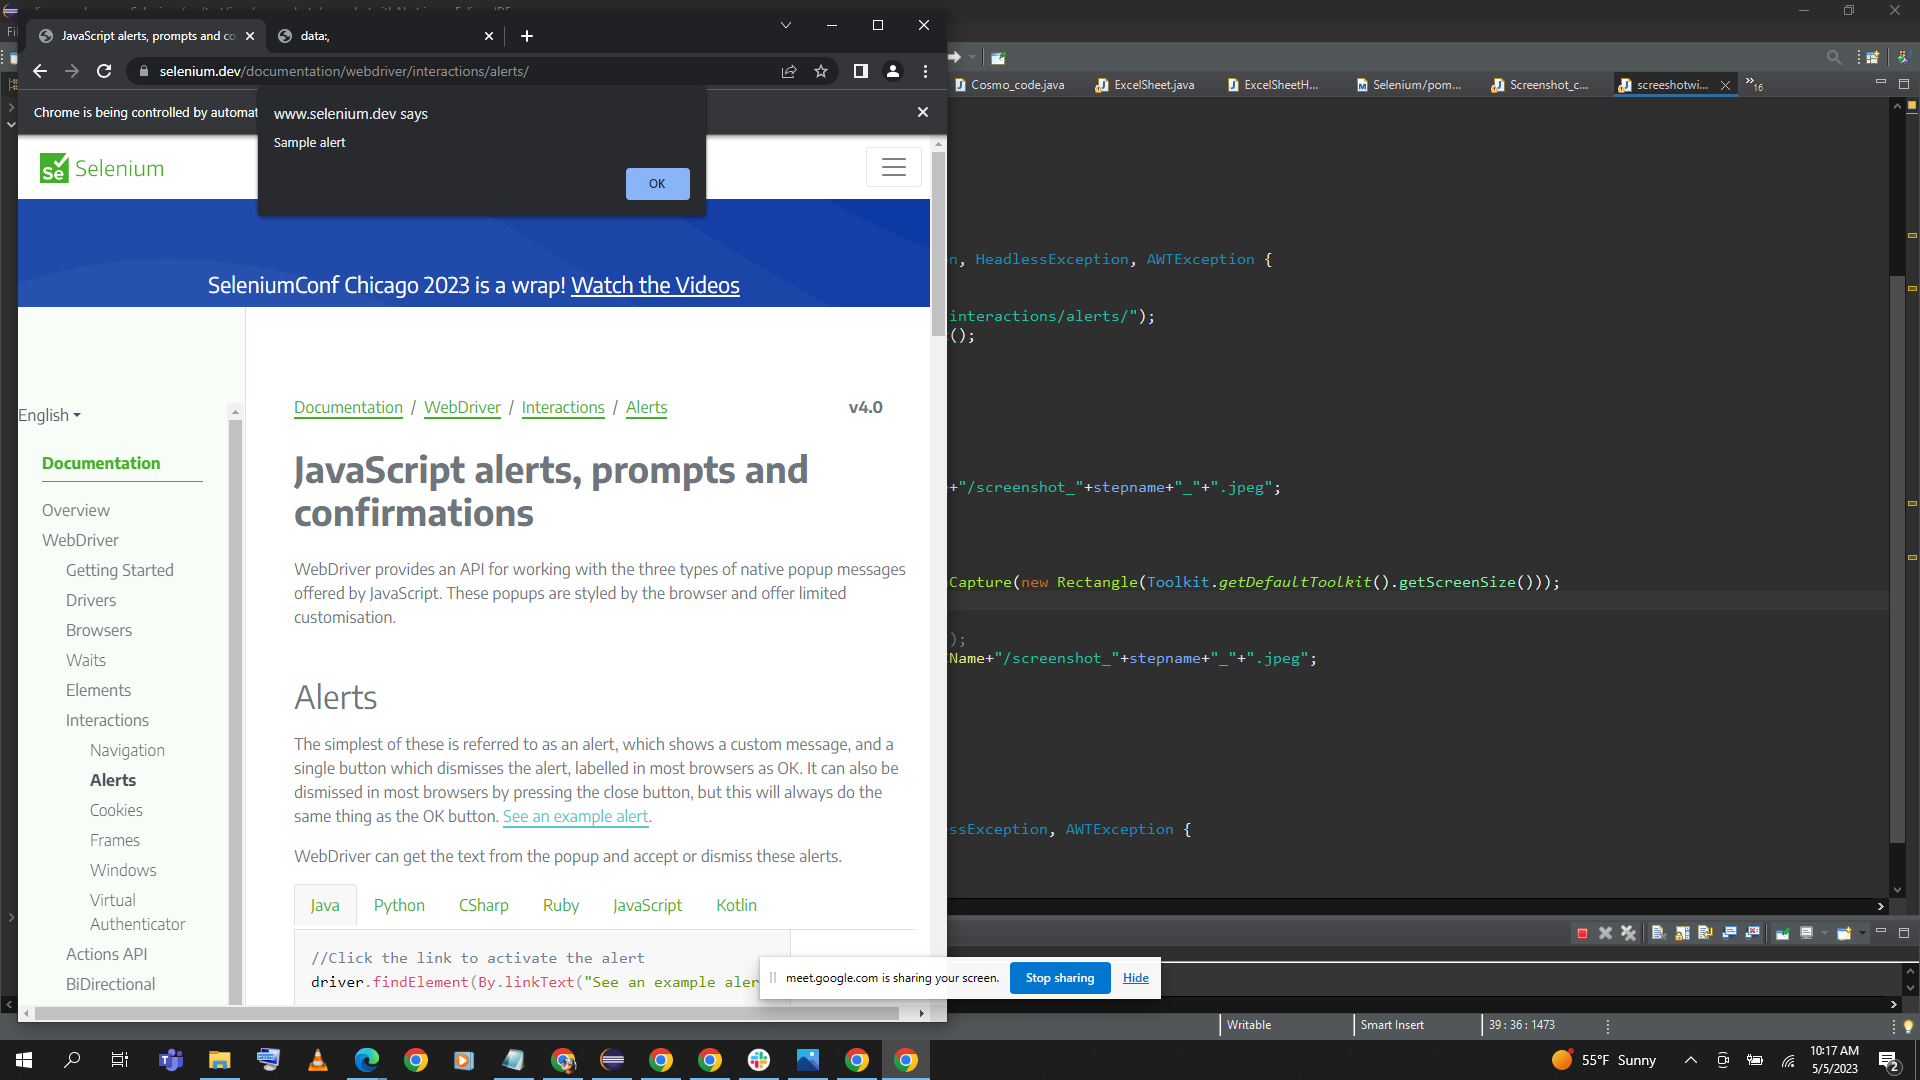 JavaScript alerts, prompts and co
data:,
selenium.dev/documentation/webdriver/interactions/alerts/
Chrome is being controlled by automat
www.selenium.dev says
Sample alert
OK
Se Selenium
SeleniumConf Chicago 2023 is a wrap! Watch the Videos
English
Documentation
Overview
WebDriver
Getting Started
Drivers
Browsers
Waits
Elements
Interactions
Navigation
Alerts
Cookies
Frames
Windows
Virtual
Authenticator
Actions API
BiDirectional
Documentation / WebDriver / Interactions / Alerts
v4.0
JavaScript alerts, prompts and
confirmations
WebDriver provides an API for working with the three types of native popup messages
offered by JavaScript. These popups are styled by the browser and offer limited
customisation.
Alerts
The simplest of these is referred to as an alert, which shows a custom message, and a
single button which dismisses the alert, labelled in most browsers as OK. It can also be
dismissed in most browsers by pressing the close button, but this will always do the
same thing as the OK button. See an example alert.
WebDriver can get the text from the popup and accept or dismiss these alerts.
Java Python CSharp Ruby JavaScript Kotlin
//Click the link to activate the alert
driver.findElement(By.linkText("See an example aler
meet.google.com is sharing your screen. Stop sharing Hide
Cosmo_code.java ExcelSheet.java ExcelSheetH... Selenium/pom... Screenshot_c... screeshotwi... 16
n, HeadlessException, AWTException {
interactions/alerts/");
();
+"/screenshot_"+stepname+"_"+".jpeg";
Capture(new Rectangle(Toolkit.getDefaultToolkit().getScreenSize()));
);
Name+"/screenshot_"+stepname+"_"+".jpeg";
ssException, AWTException {
Writable
Smart Insert
39 : 36 : 1473
55°F Sunny
10:17 AM
5/5/2023
2